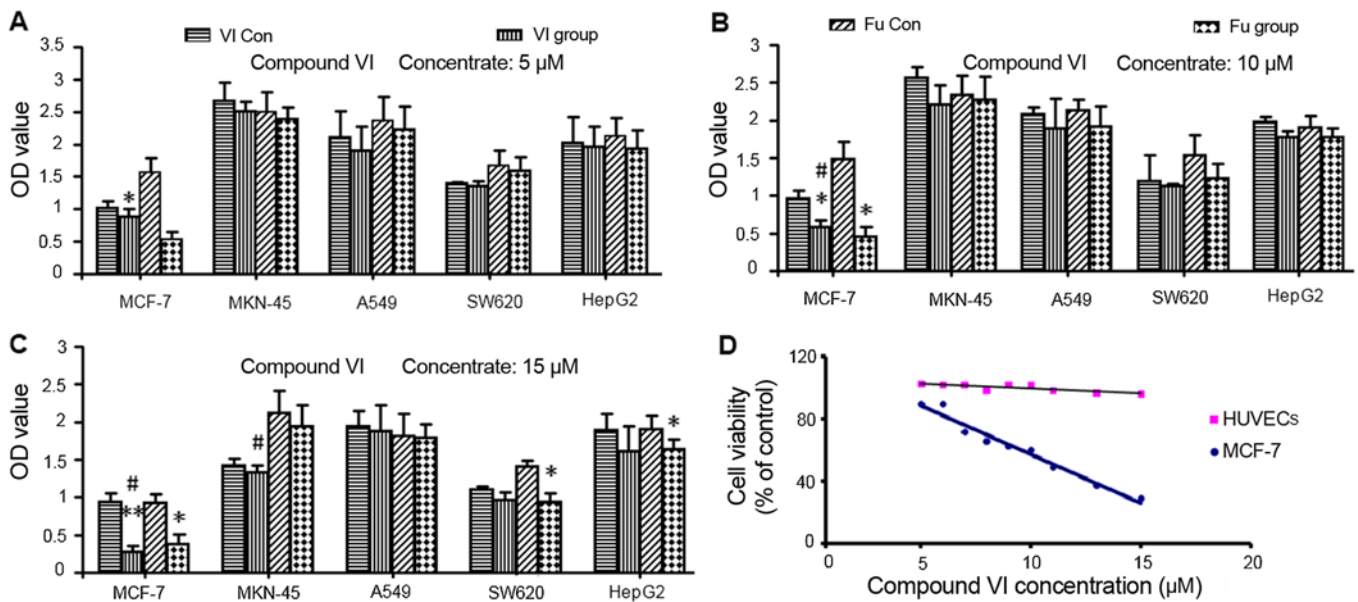 A
VI Con
VI group
Compound VI Concentrate: 5 µM
OD value
3.5
3
2.5
2
1.5
1
0.5
0
*
MCF-7 MKN-45 A549 SW620 HepG2
B
Fu Con
Fu group
Compound VI Concentrate: 10 µM
OD value
3
2.5
2
1.5
1
0.5
0
#
*
*
MCF-7 MKN-45 A549 SW620 HepG2
C
Compound VI Concentrate: 15 µM
OD value
3
2
1.5
1
0.5
0
#
**
*
#
*
*
MCF-7 MKN-45 A549 SW620 HepG2
D
Cell viability
(% of control)
120
80
40
0
0 5 10 15 20
Compound VI concentration (µM)
HUVECs
MCF-7